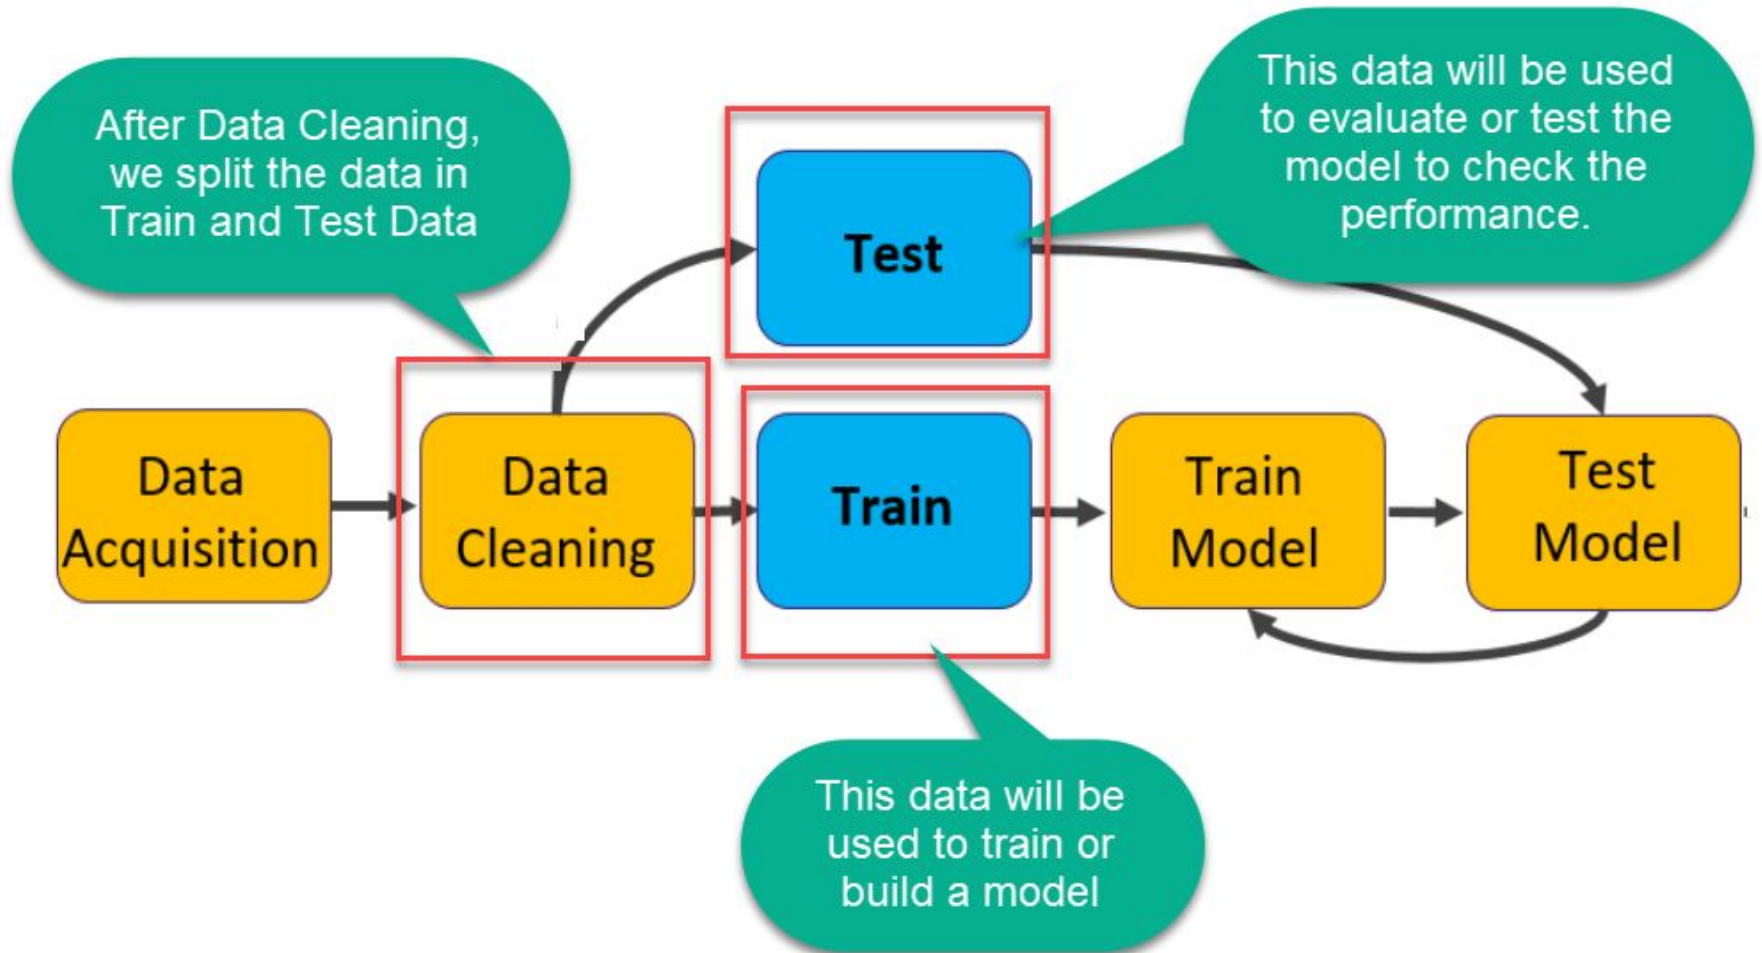 After Data Cleaning,
we split the data in
Train and Test Data
This data will be used
to evaluate or test the
model to check the
performance.
Test
Data
Acquisition
Data
Cleaning
Train
Train
Model
Test
Model
This data will be
used to train or
build a model